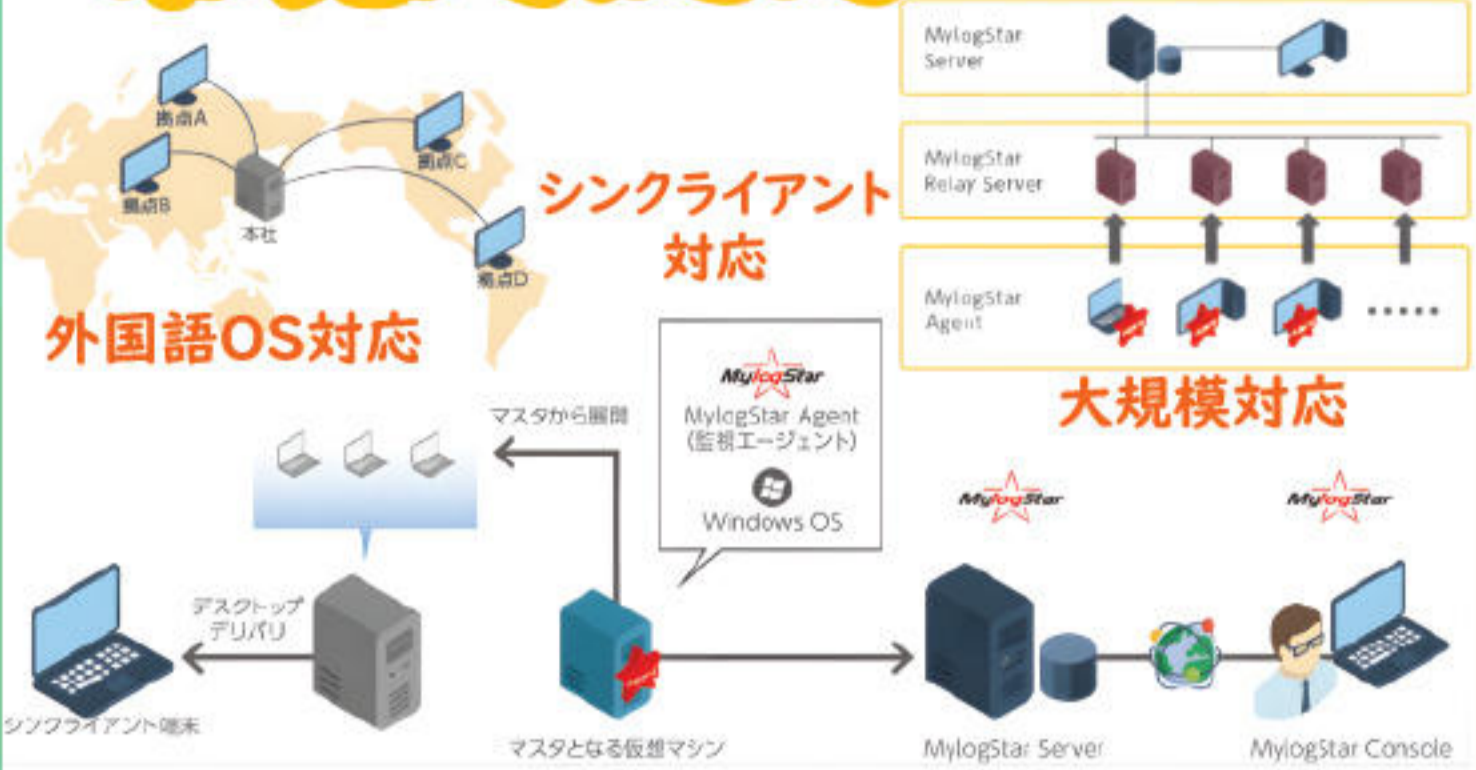 拠点A
拠点B
本社
拠点C
拠点D
外国語OS対応
シンクライアント
対応
MylogStar
Server
MylogStar
Relay Server
MylogStar
Agent
大規模対応
マスタから展開
MylogStar
MylogStar Agent
(監視エージェント)
Windows OS
デスクトップ
デリバリ
シンクライアント端末
マスタとなる仮想マシン
MylogStar
MylogStar Server
MylogStar
MylogStar Console